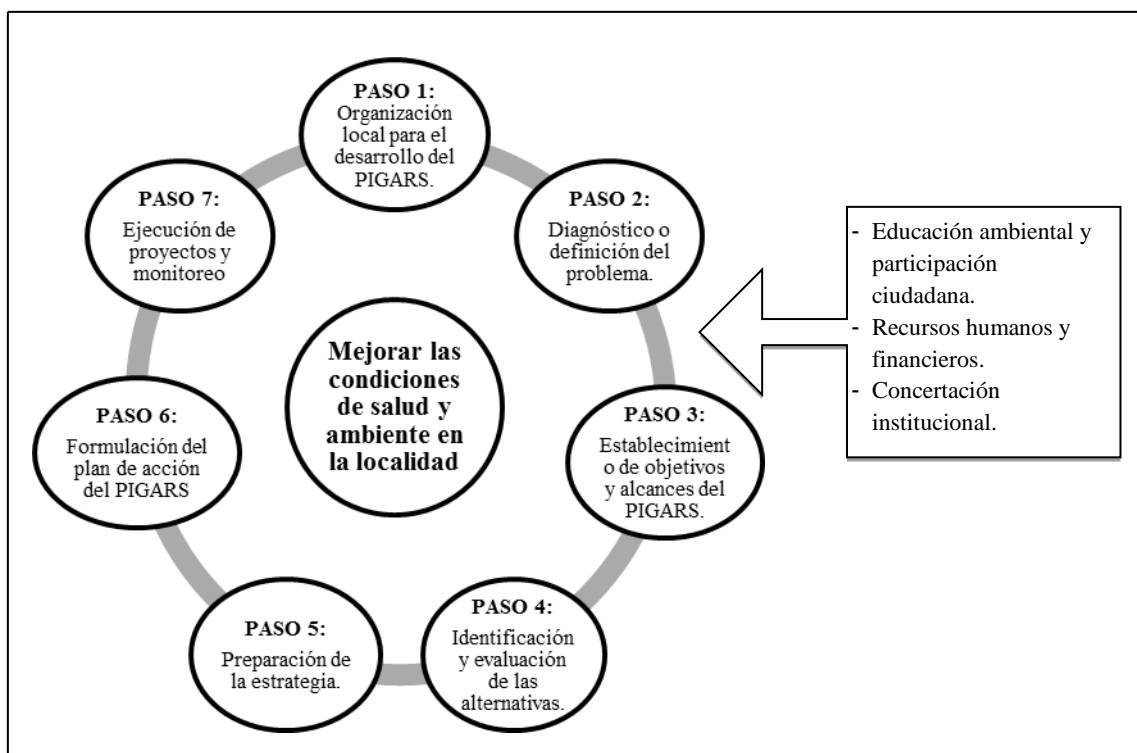 PASO 1:
Organización
local para el
desarrollo del
PIGARS.
PASO 2:
Diagnóstico o
definición del
problema.
PASO 3:
Establecimient
o de objetivos
y alcances del
PIGARS.
PASO 4:
Identificación
y evaluación
de las
alternativas.
PASO 5:
Preparación de
la estrategia.
PASO 6:
Formulación del
plan de acción
del PIGARS
PASO 7:
Ejecución de
proyectos y
monitoreo
Mejorar las
condiciones
de salud y
ambiente en
la localidad
- Educación ambiental y
participación
ciudadana.
- Recursos humanos y
financieros.
- Concertación
institucional.